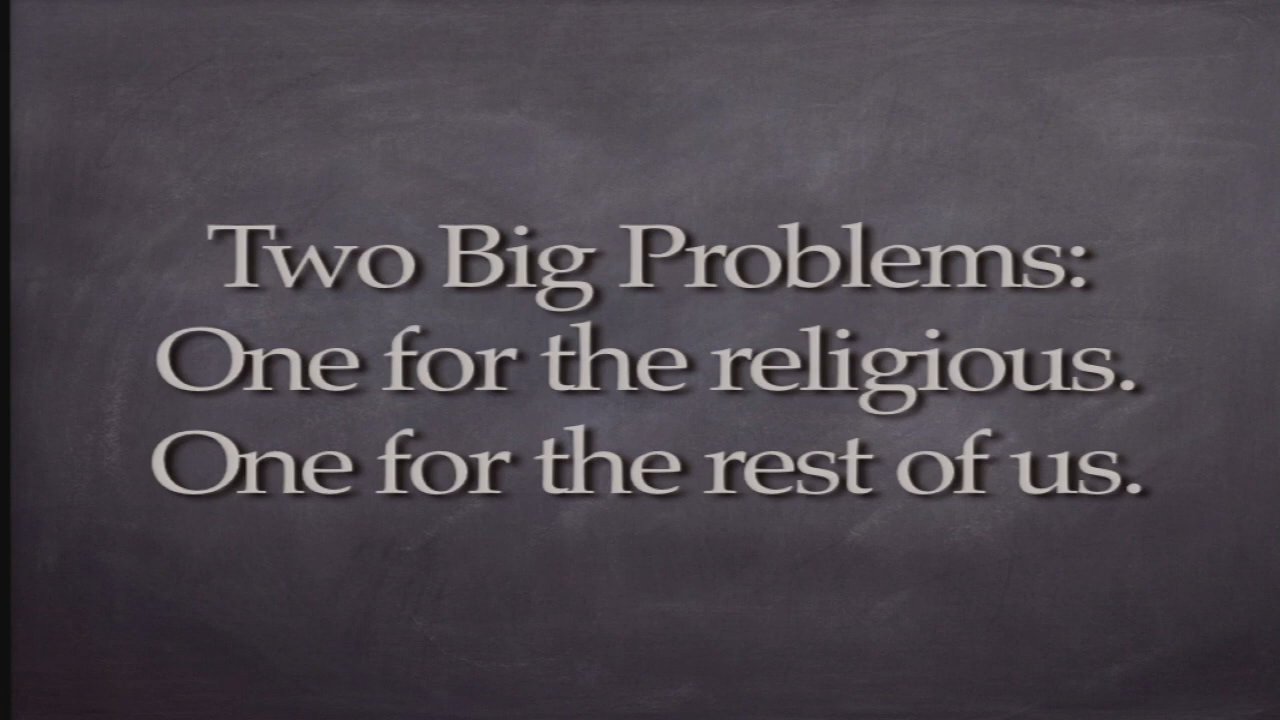 Two Big Problems:
One for the religious.
One for the rest of us.